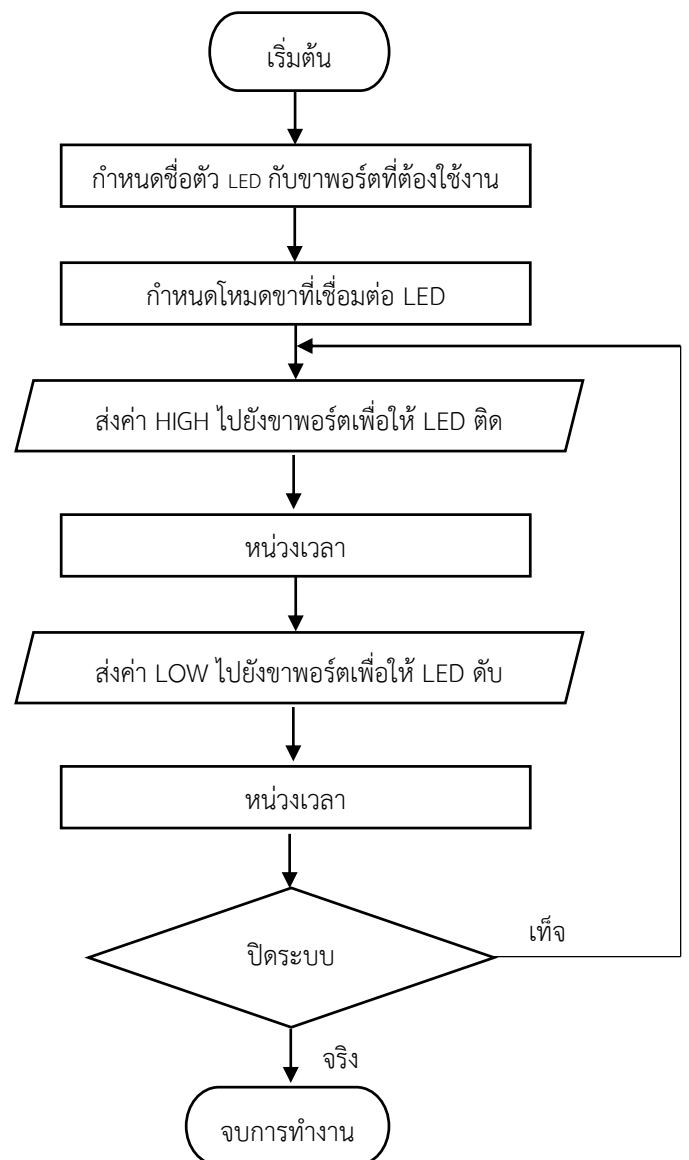 เริ่มต้น
กำหนดชื่อตัว LED กับขาพอร์ตที่ต้องใช้งาน
กำหนดโหมดขาที่เชื่อมต่อ LED
ส่งค่า HIGH ไปยังขาพอร์ตเพื่อให้ LED ติด
หน่วงเวลา
ส่งค่า LOW ไปยังขาพอร์ตเพื่อให้ LED ดับ
หน่วงเวลา
ปิดระบบ
เท็จ
จริง
จบการทำงาน